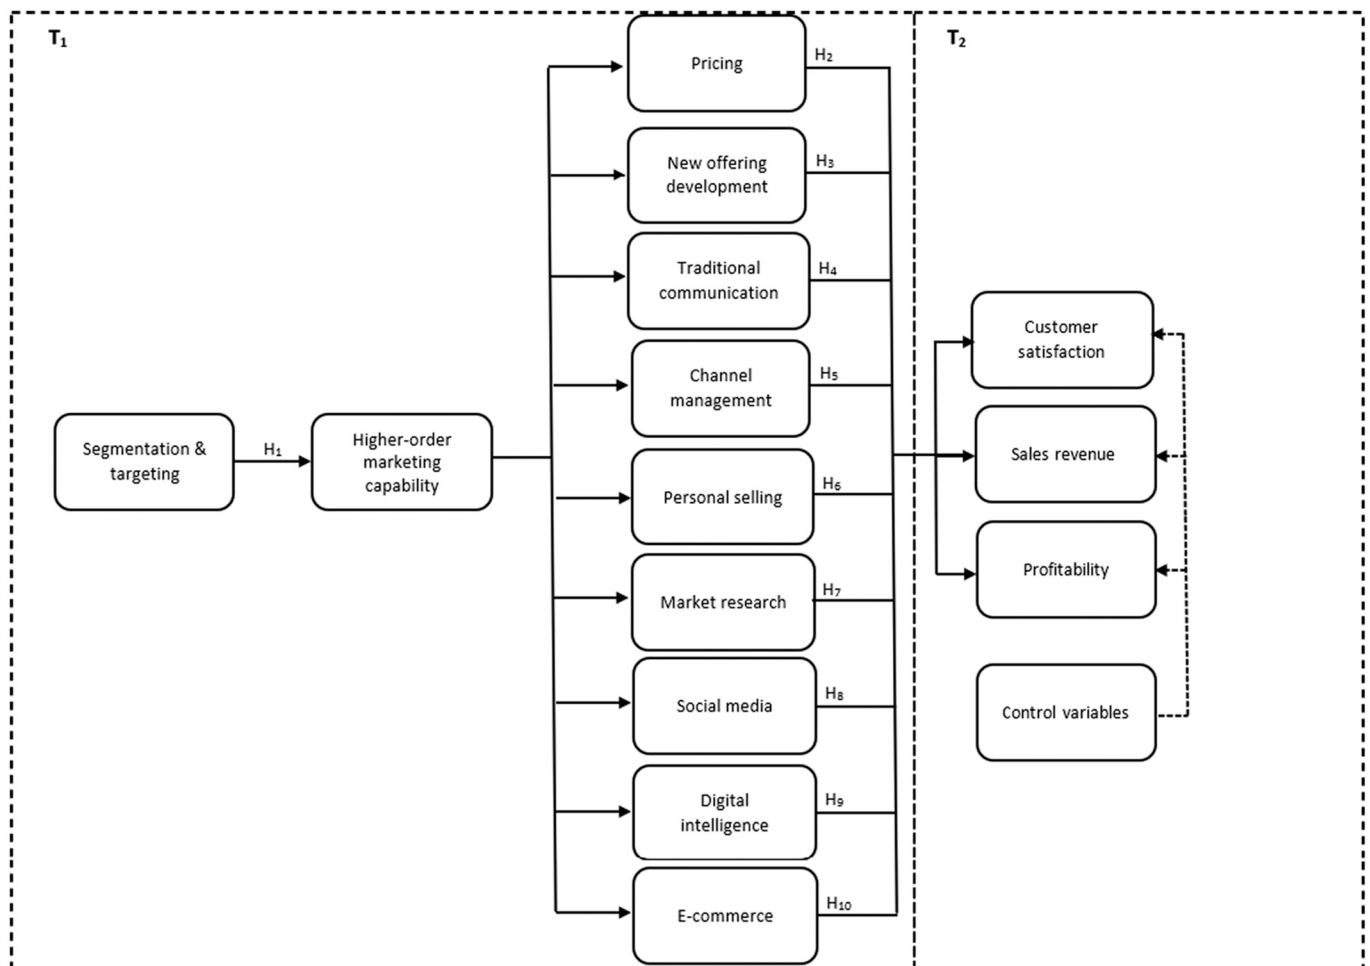 T₁
T₂
Pricing
H₂
New offering
development
H₃
Traditional
communication
H₄
Channel
management
H₅
Segmentation &
targeting
H₁
Higher-order
marketing
capability
Personal selling
H₆
Market research
H₇
Social media
H₈
Digital
intelligence
H₉
E-commerce
H₁₀
Customer
satisfaction
Sales revenue
Profitability
Control variables